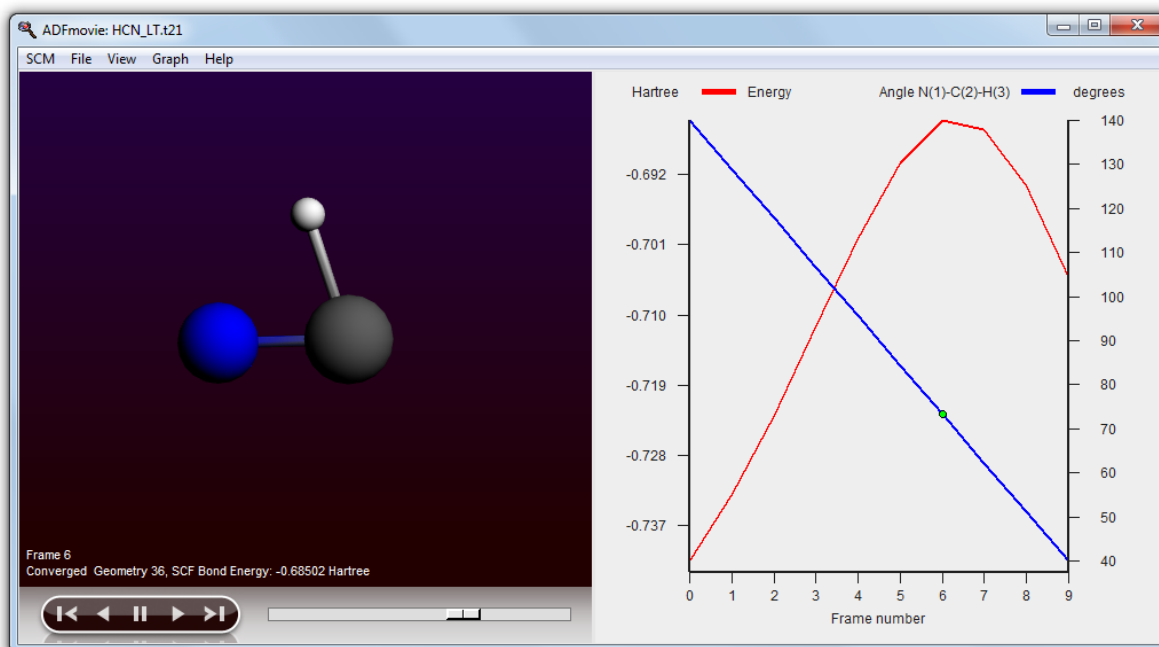 ADFmovie: HCN_LT.t21
SCM File View Graph Help
Hartree Energy Angle N(1)-C(2)-H(3) degrees
140
-0.692
130
120
-0.701
110
100
-0.710
90
-0.719
80
70
-0.728
60
-0.737
50
40
0 1 2 3 4 5 6 7 8 9
Frame number
Frame 6
Converged Geometry 36, SCF Bond Energy: -0.68502 Hartree